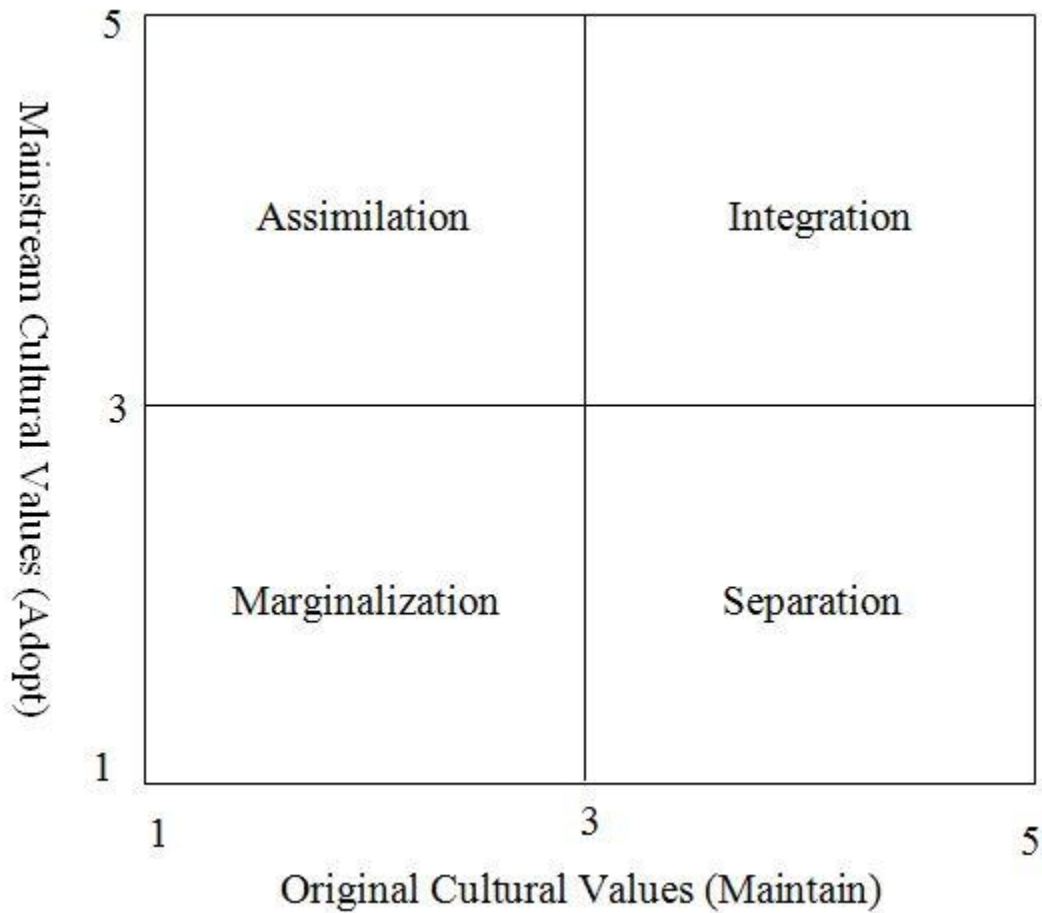 5
Assimilation
Integration
Mainstream Cultural Values (Adopt)
3
Marginalization
Separation
1
1
3
5
Original Cultural Values (Maintain)